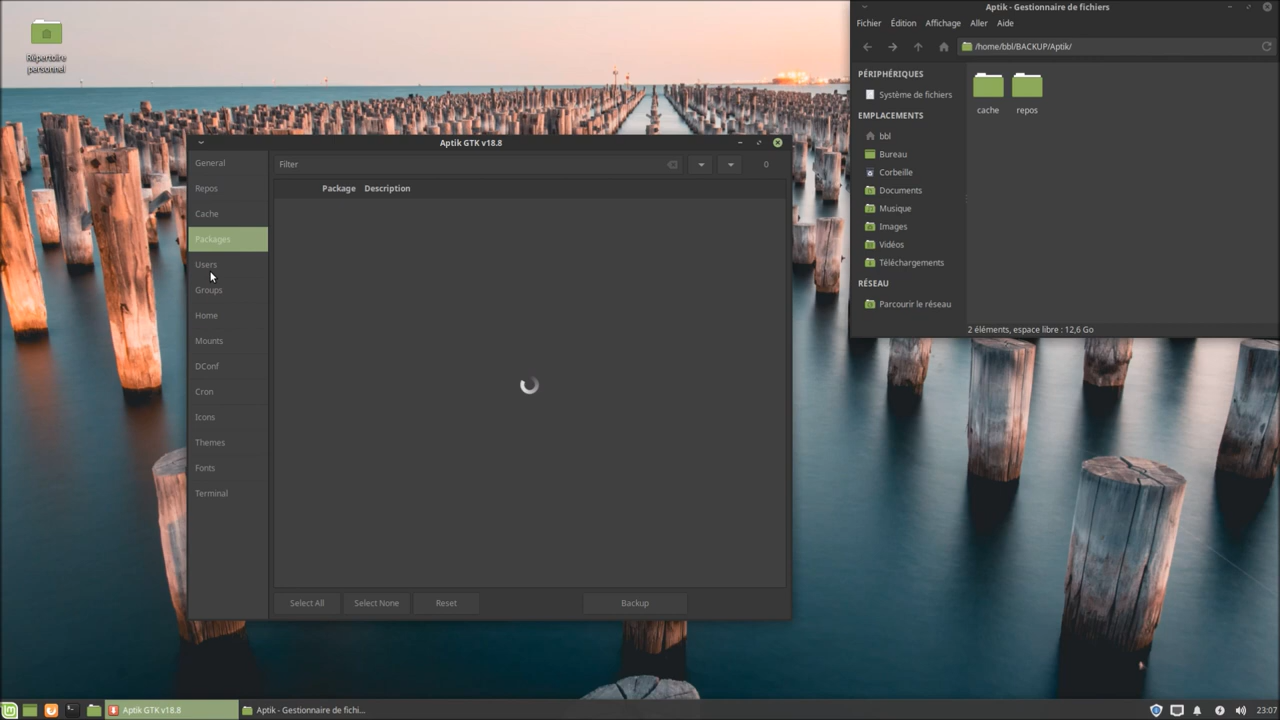 Répertoire
personnel
Aptik - Gestionnaire de fichiers
Fichier Édition Affichage Aller Aide
/home/bbl/BACKUP/Aptik/
PÉRIPHÉRIQUES
Système de fichiers
EMPLACEMENTS
bbl
Bureau
Corbeille
Documents
Musique
Images
Vidéos
Téléchargements
RÉSEAU
Parcourir le réseau
cache repos
2 éléments, espace libre : 12,6 Go
Aptik GTK v18.8
General
Repos
Cache
Packages
Users
Groups
Home
Mounts
DConf
Cron
Icons
Themes
Fonts
Terminal
Filter 0
Package Description
Select All Select None Reset Backup
Aptik GTK v18.8 Aptik - Gestionnaire de fichi... 23:07